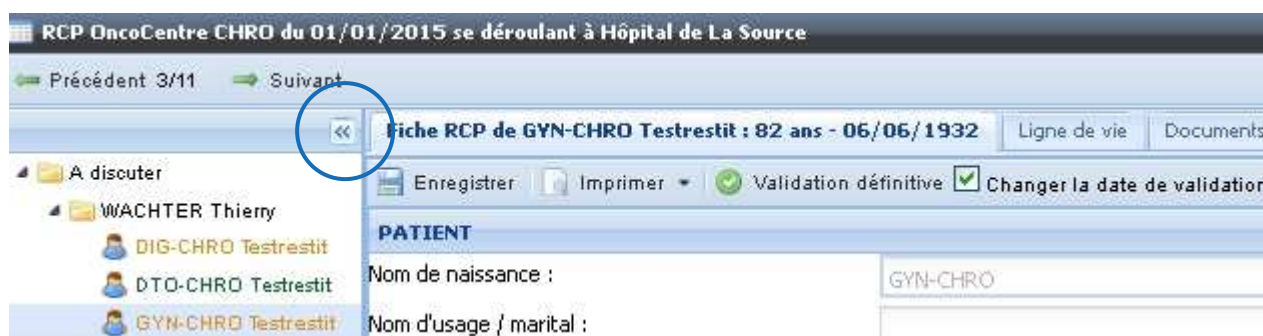 RCP OncoCentre CHRO du 01/01/2015 se déroulant à Hôpital de La Source
Précédent 3/11 Suivant
« Fiche RCP de GYN-CHRO Testrestit : 82 ans - 06/06/1932 Ligne de vie Documents
A discuter
Enregistrer Imprimer Validation définitive Changer la date de validation
WACHTER Thierry
PATIENT
DIG-CHRO Testrestit
Nom de naissance : GYN-CHRO
DTO-CHRO Testrestit
GYN-CHRO Testrestit
Nom d'usage / marital :